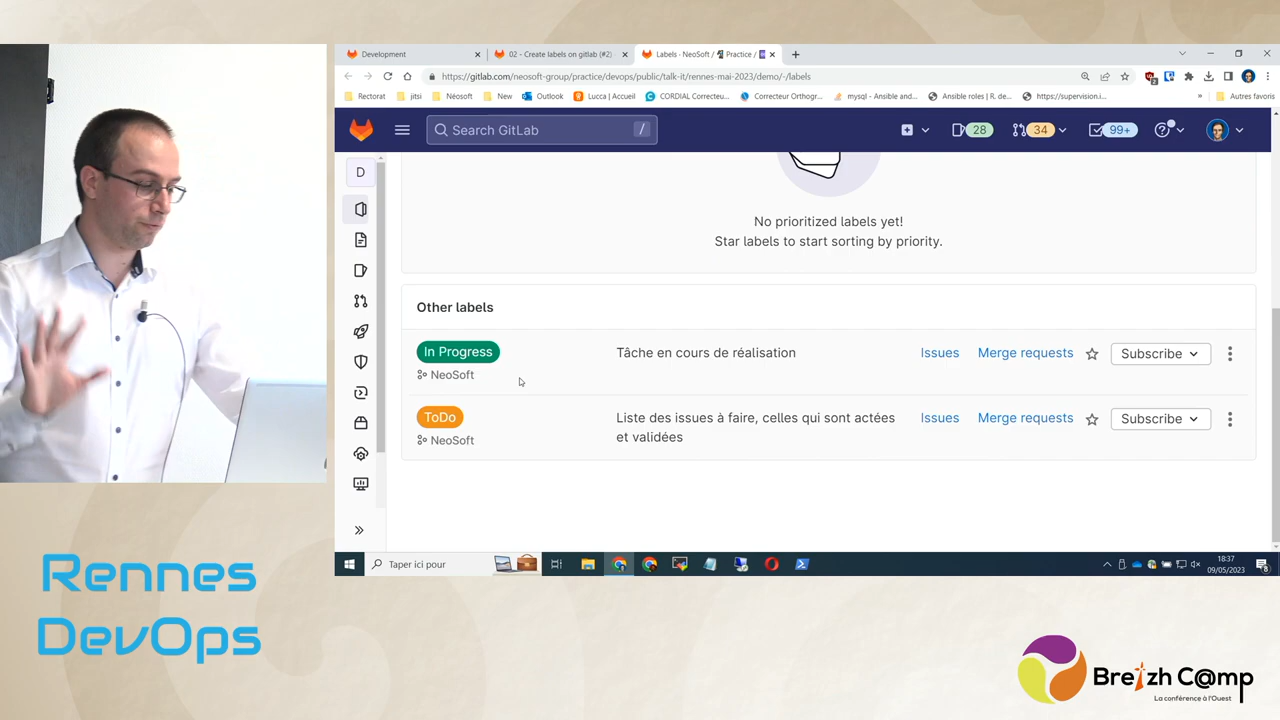 Development
02 - Create labels on gitlab (#2)
Labels · NeoSoft / Practice /
https://gitlab.com/neosoft-group/practice/devops/public/talk-it/rennes-mai-2023/demo/-/labels
Rectorat
jitsi
Néosoft
New
Outlook
Lucca | Accueil
CORDIAL Correcteu...
Correcteur Orthogr...
mysql - Ansible and...
Ansible roles | R. de...
https://supervision.i...
»
Autres favoris
Search GitLab
/
28
34
99+
D
No prioritized labels yet!
Star labels to start sorting by priority.
Other labels
In Progress
Tâche en cours de réalisation
Issues
Merge requests
Subscribe
NeoSoft
ToDo
Liste des issues à faire, celles qui sont actées
et validées
Issues
Merge requests
Subscribe
NeoSoft
Taper ici pour
18:37
09/05/2023
Rennes
DevOps
Breizh C@mp
La conférence à l'Ouest